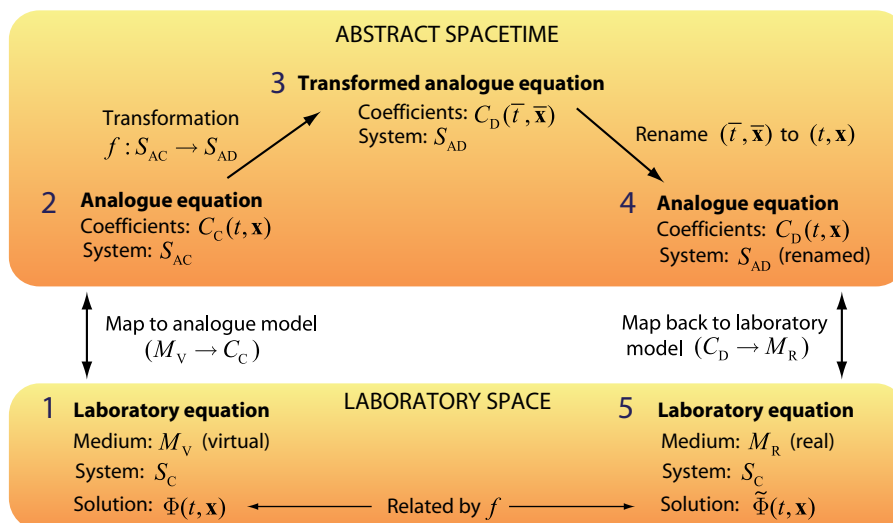 ABSTRACT SPACETIME
3 Transformed analogue equation
Coefficients: C_D(t̅, x̅)
System: S_AD
Transformation
f : S_AC → S_AD
Rename (t̅, x̅) to (t, x)
2 Analogue equation
Coefficients: C_C(t, x)
System: S_AC
4 Analogue equation
Coefficients: C_D(t, x)
System: S_AD (renamed)
Map to analogue model
(M_V → C_C)
Map back to laboratory
model (C_D → M_R)
LABORATORY SPACE
1 Laboratory equation
Medium: M_V (virtual)
System: S_C
Solution: Φ(t, x)
Related by f
5 Laboratory equation
Medium: M_R (real)
System: S_C
Solution: Φ̃(t, x)